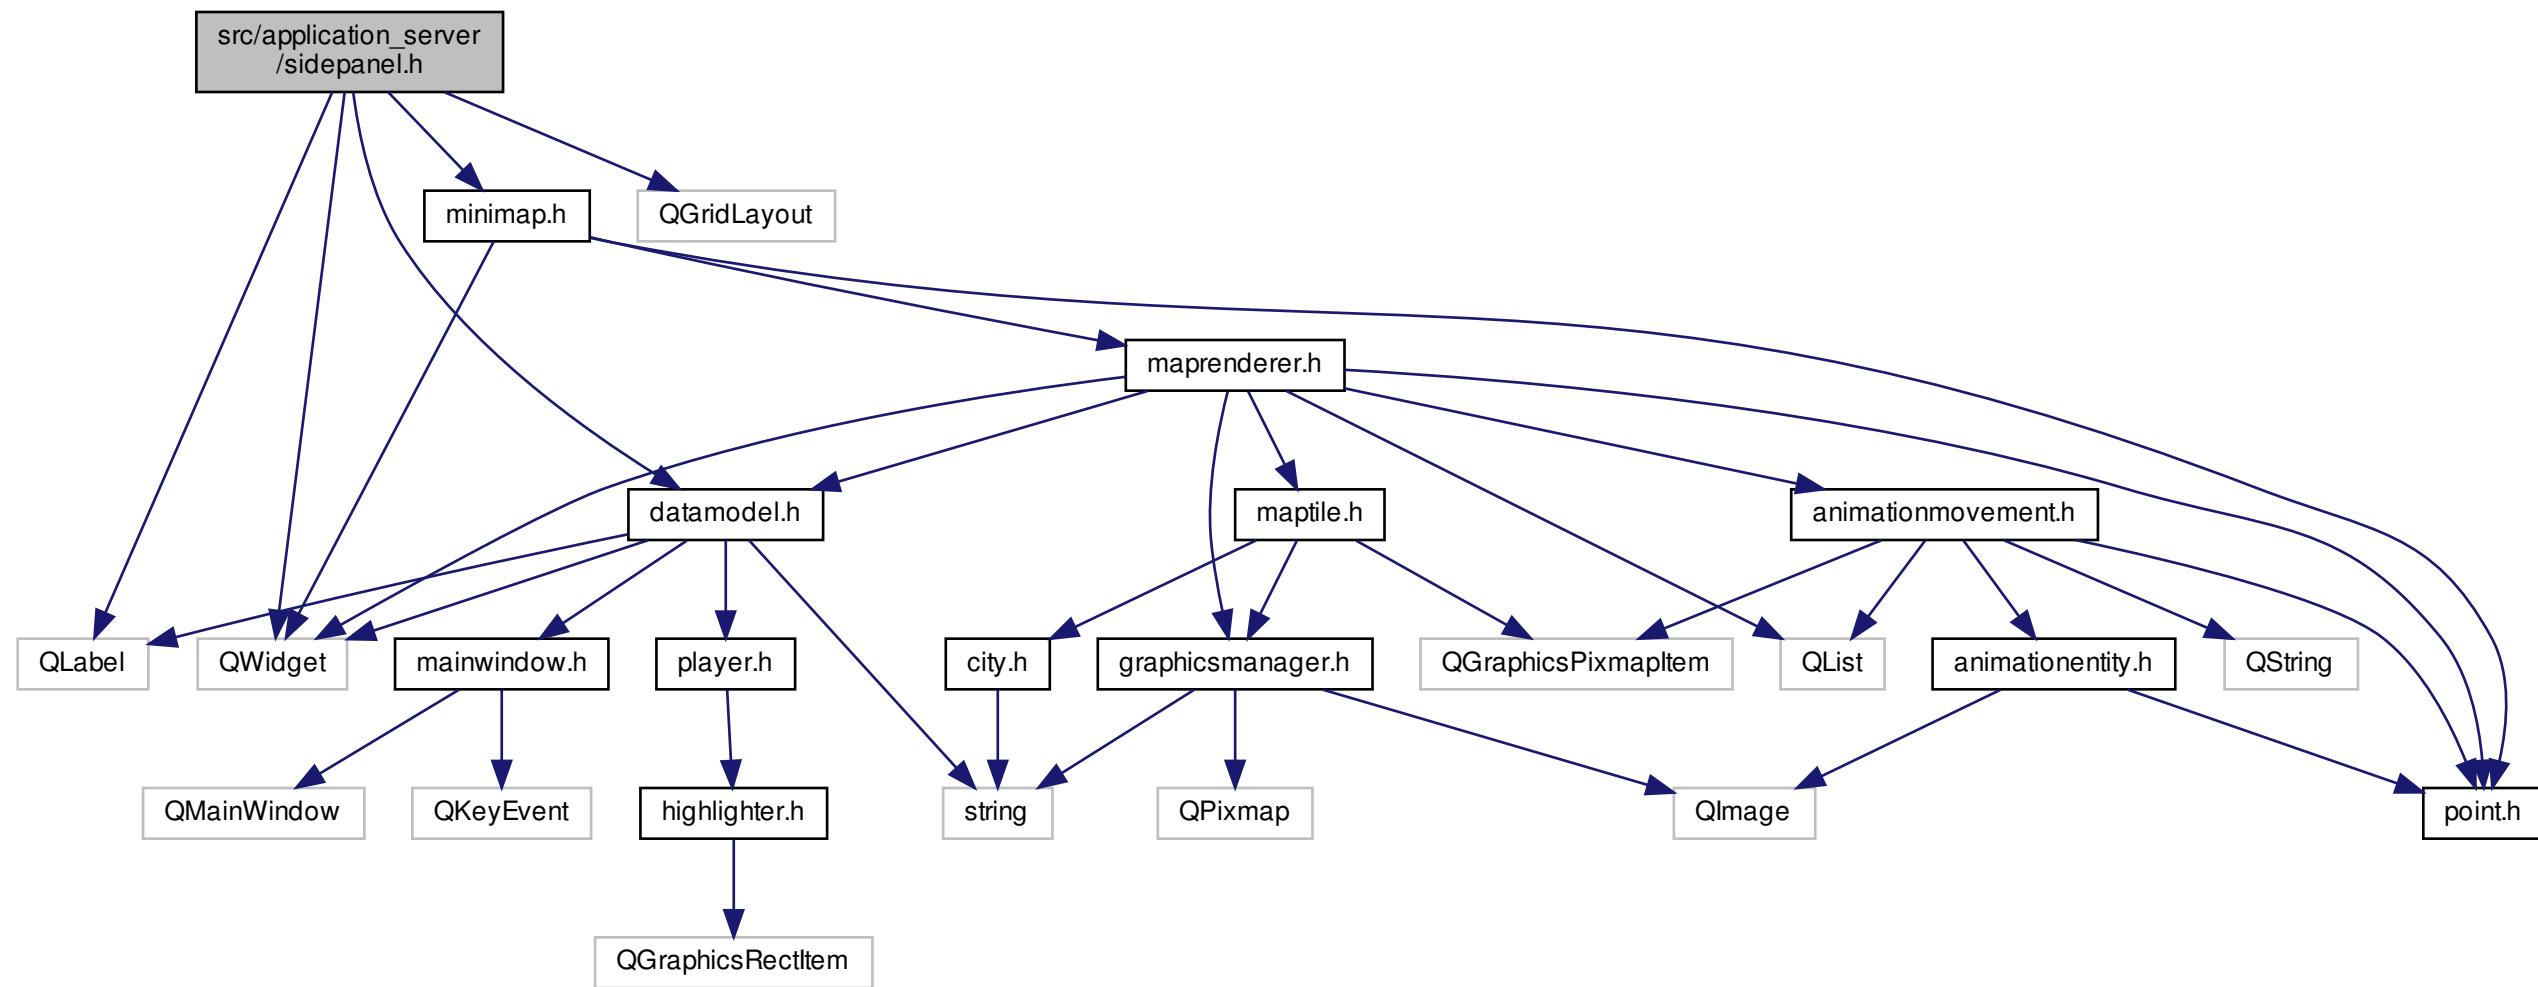 src/application_server
/sidepanel.h
minimap.h
QGridLayout
maprenderer.h
datamodel.h
maptile.h
animationmovement.h
QLabel
QWidget
mainwindow.h
player.h
city.h
graphicsmanager.h
QGraphicsPixmapItem
QList
animationentity.h
QString
QMainWindow
QKeyEvent
highlighter.h
string
QPixmap
QImage
point.h
QGraphicsRectItem